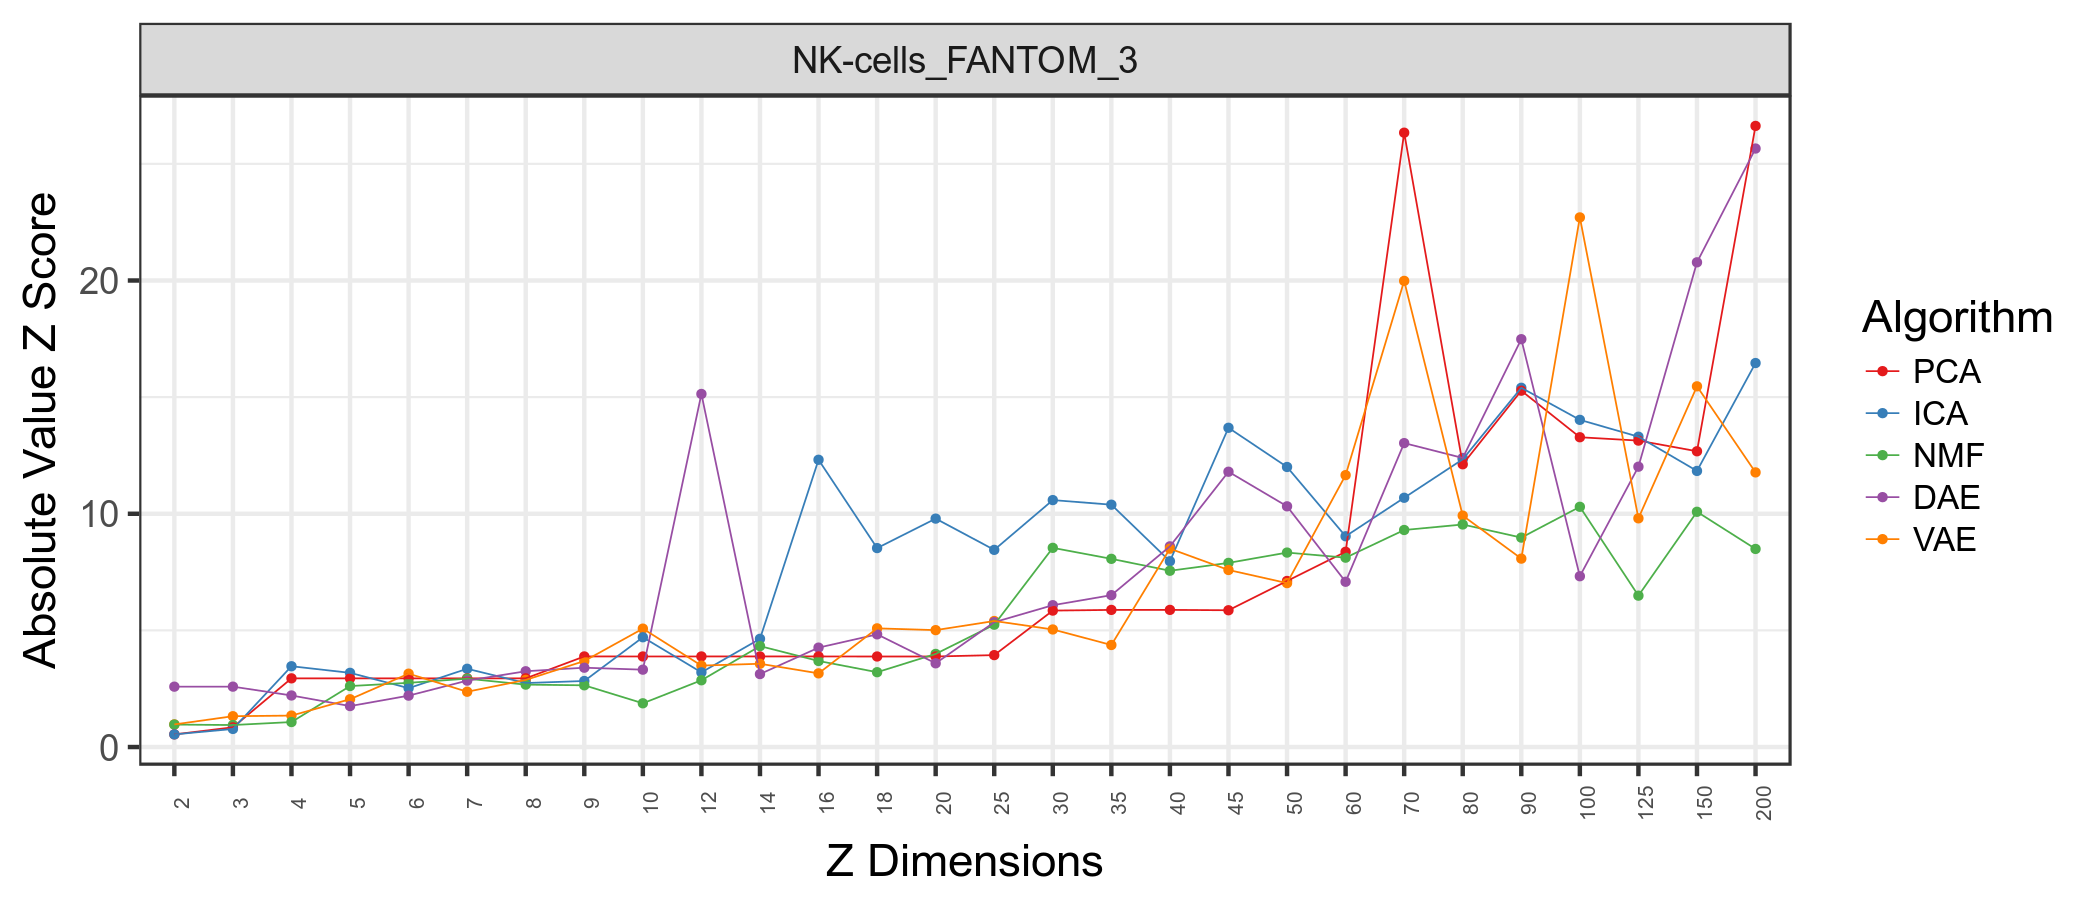 NK-cells_FANTOM_3
Absolute Value Z Score
20
10
0
2 3 4 5 6 7 8 9 10 12 14 16 18 20 25 30 35 40 45 50 60 70 80 90 100 125 150 200
Z Dimensions
Algorithm
PCA
ICA
NMF
DAE
VAE